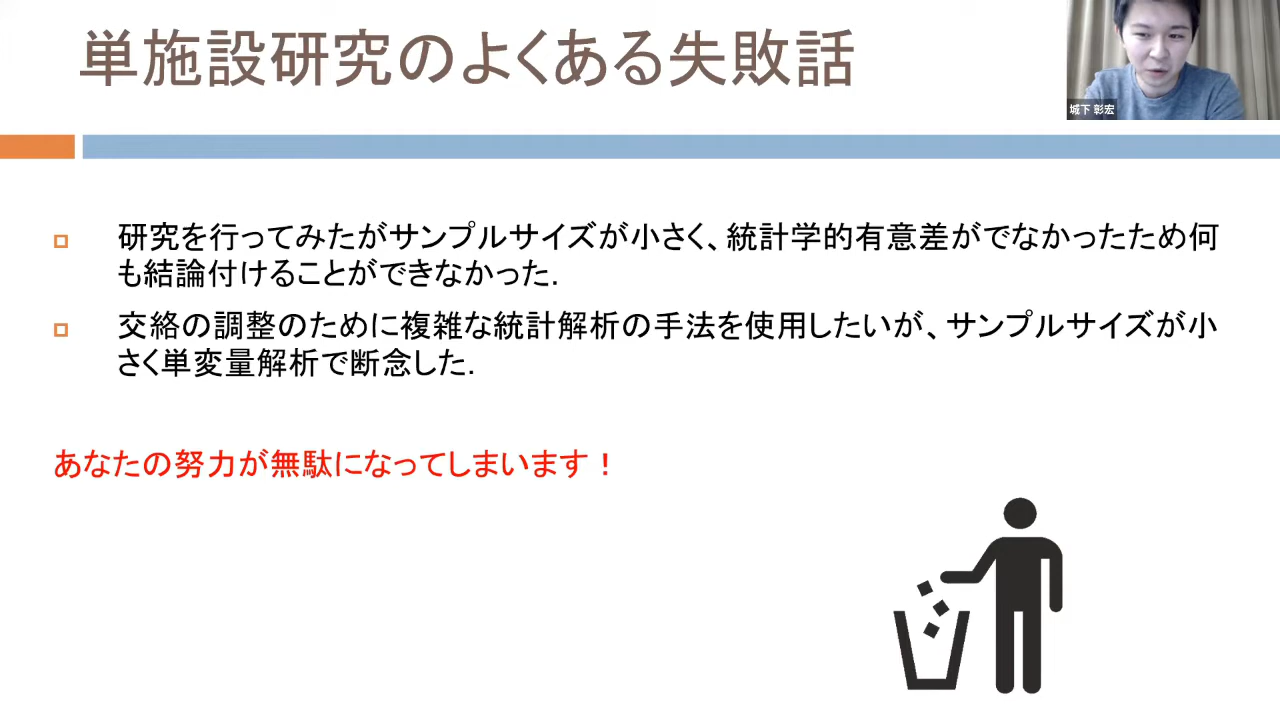 単施設研究のよくある失敗話
城下 彰宏
研究を行ってみたがサンプルサイズが小さく、統計学的有意差がでなかったため何
も結論付けることができなかった.
交絡の調整のために複雑な統計解析の手法を使用したいが、サンプルサイズが小
さく単変量解析で断念した.
あなたの努力が無駄になってしまいます！